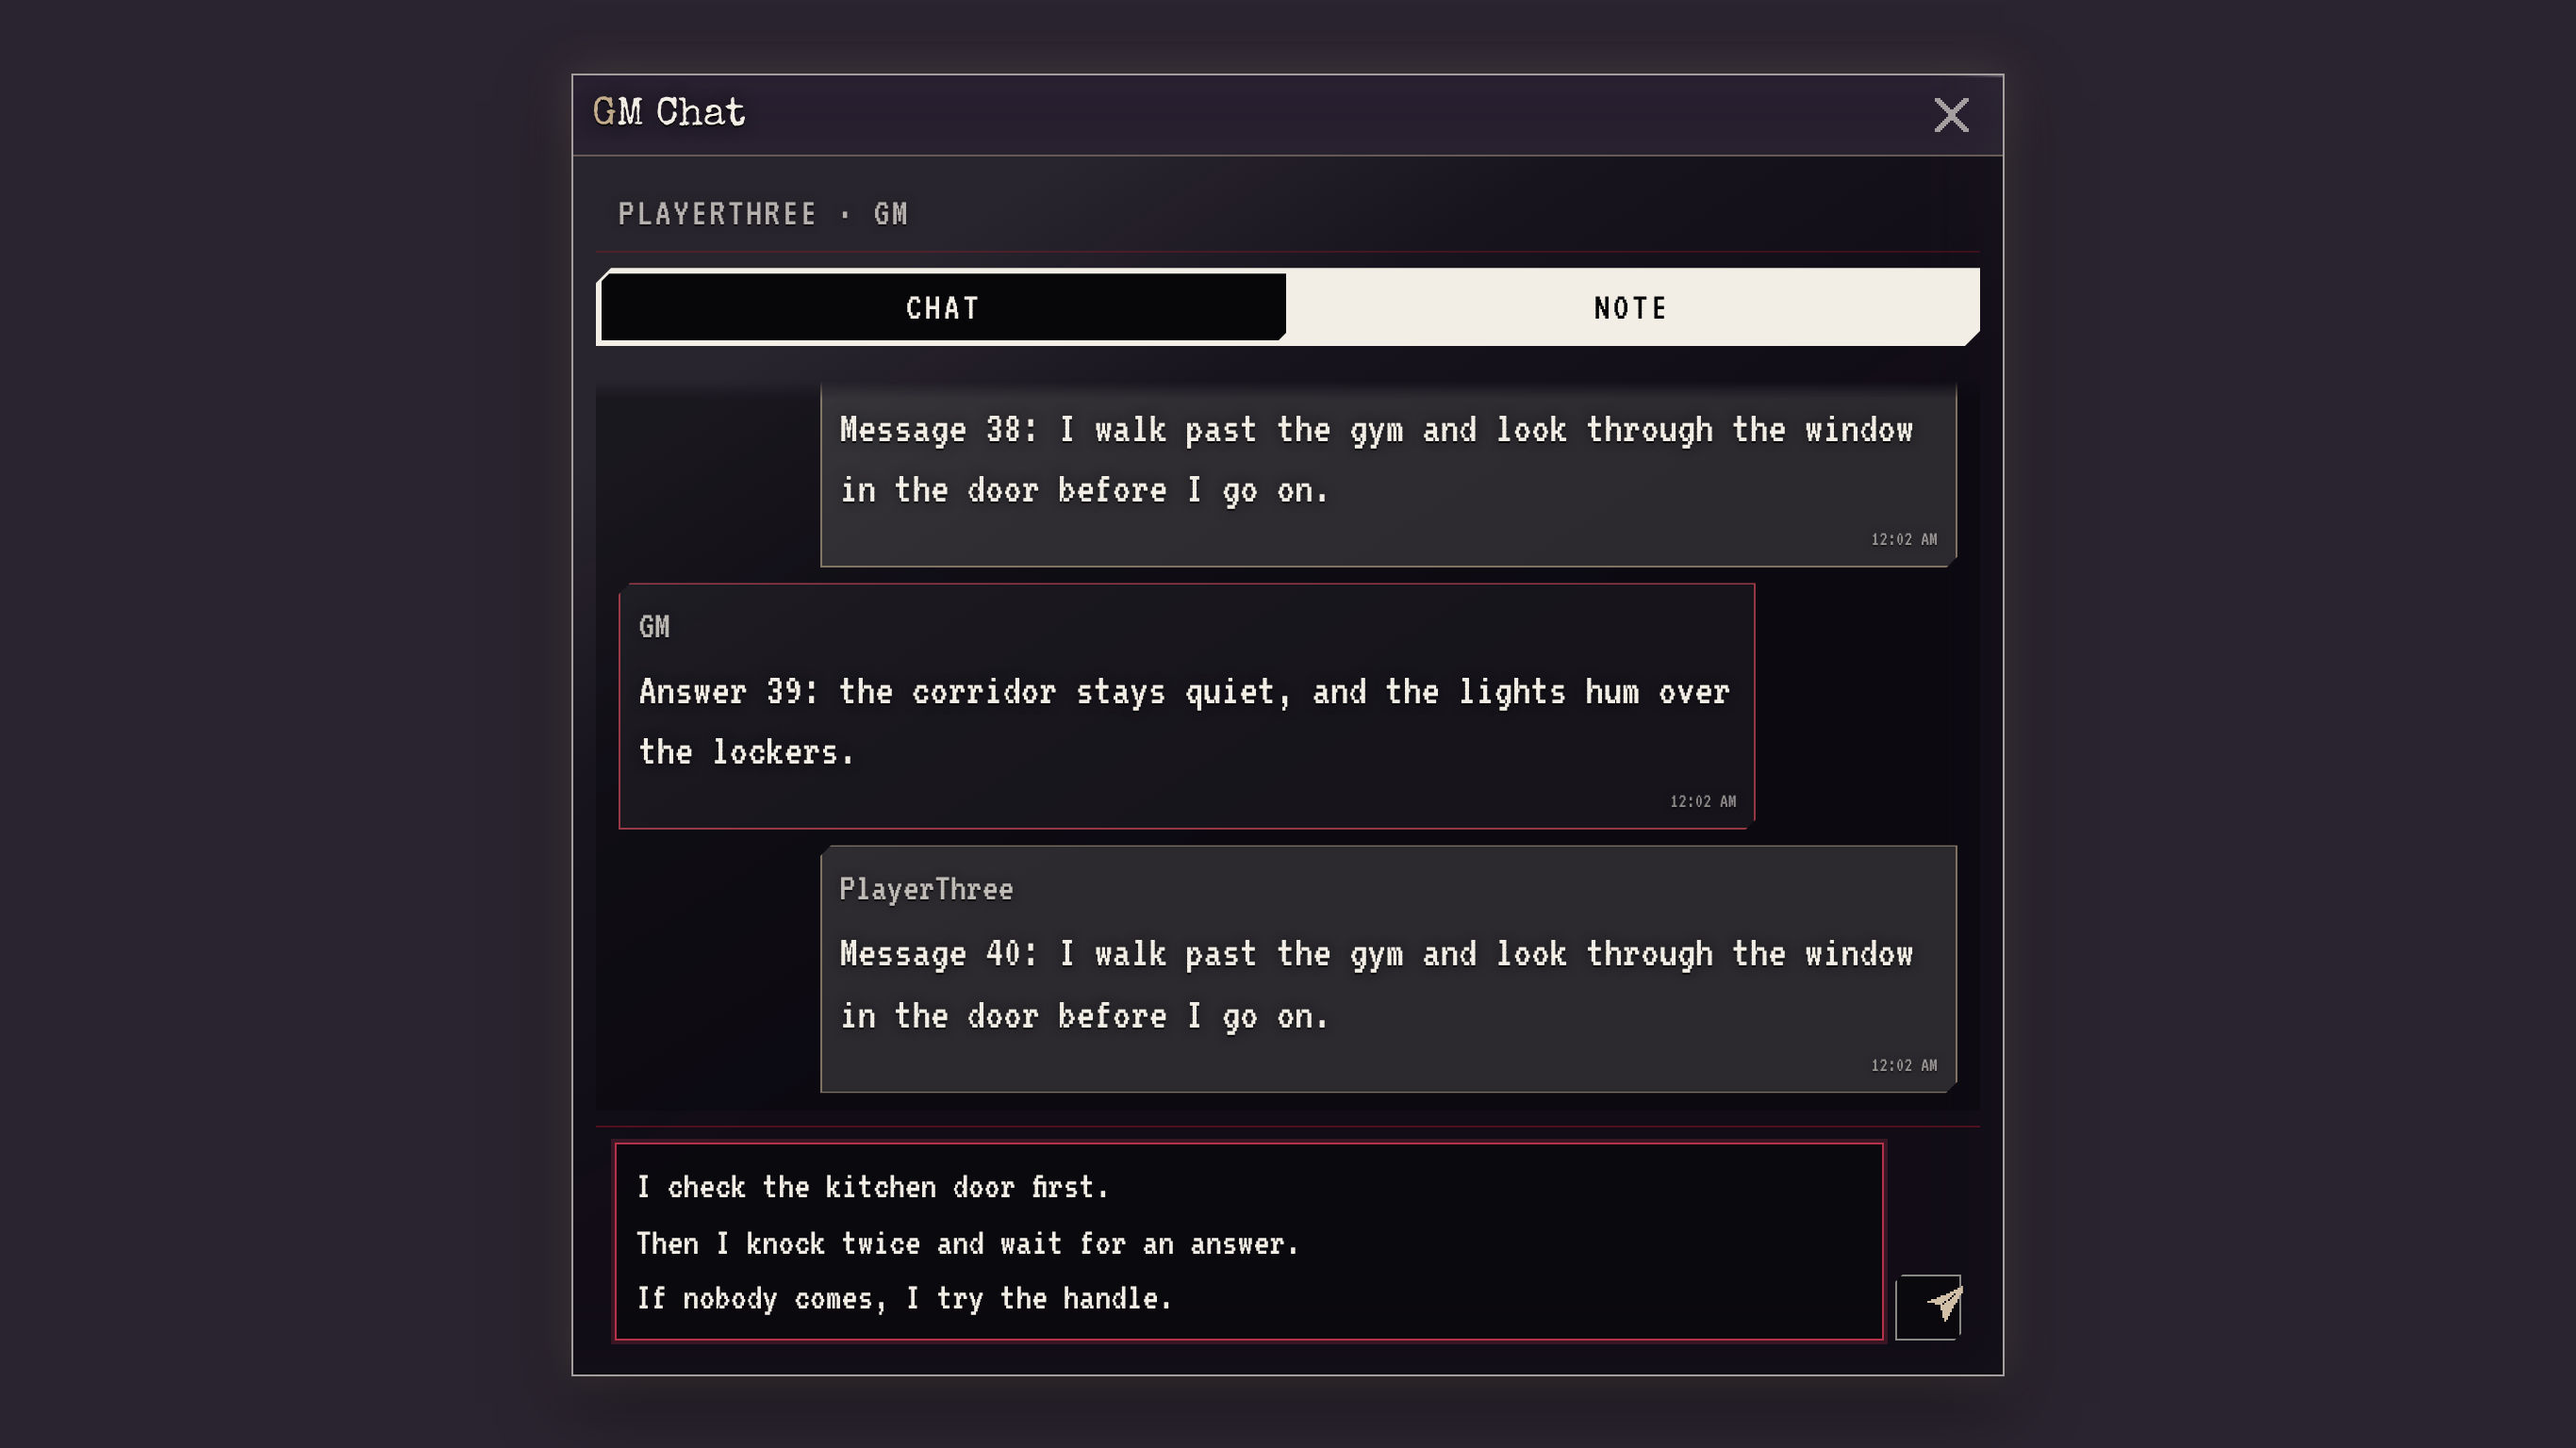 GM Chat
PLAYERTHREE · GM
CHAT
NOTE
Message 38: I walk past the gym and look through the window
in the door before I go on.
12:02 AM
GM
Answer 39: the corridor stays quiet, and the lights hum over
the lockers.
12:02 AM
PlayerThree
Message 40: I walk past the gym and look through the window
in the door before I go on.
12:02 AM
I check the kitchen door first.
Then I knock twice and wait for an answer.
If nobody comes, I try the handle.